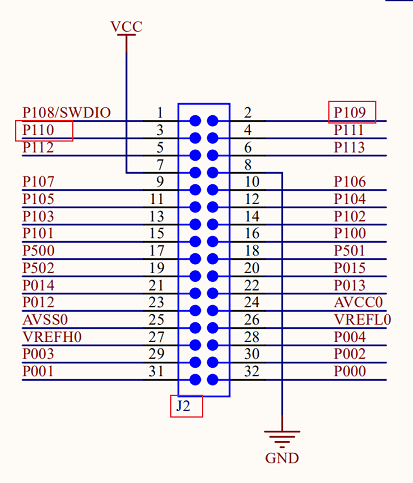 VCC
P108/SWDIO 1 2 P109
P110 3 4 P111
P112 5 6 P113
7 8
P107 9 10 P106
P105 11 12 P104
P103 13 14 P102
P101 15 16 P100
P500 17 18 P501
P502 19 20 P015
P014 21 22 P013
P012 23 24 AVCC0
AVSS0 25 26 VREFL0
VREFH0 27 28 P004
P003 29 30 P002
P001 31 32 P000
J2
GND